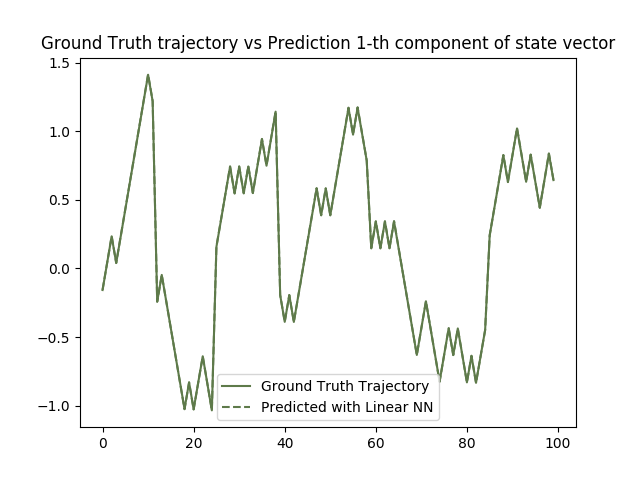 Ground Truth trajectory vs Prediction 1-th component of state vector
1.5
1.0
0.5
0.0
−0.5
−1.0
Ground Truth Trajectory
Predicted with Linear NN
0 20 40 60 80 100